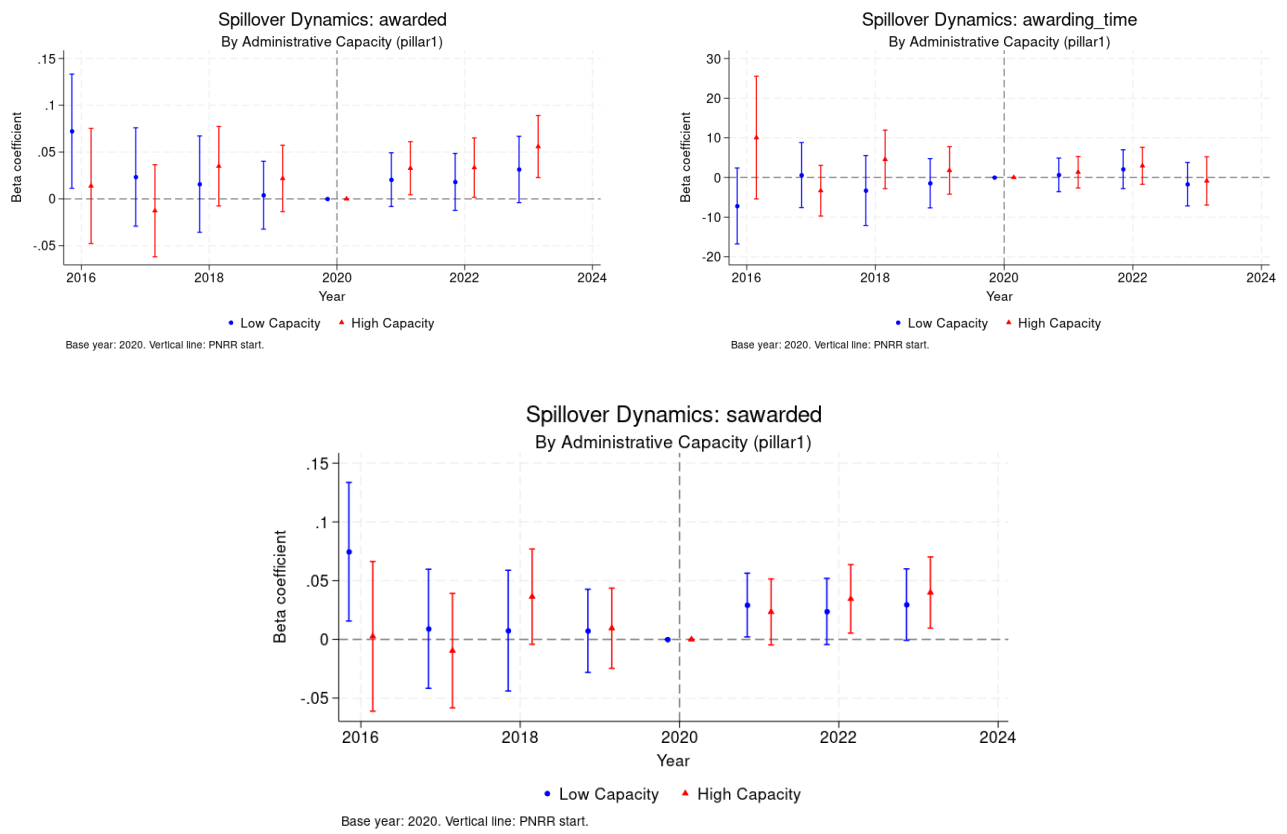 Spillover Dynamics: awarded
By Administrative Capacity (pillar1)
.15
.1
.05
0
-.05
Beta coefficient
2016 2018 2020 2022 2024
Year
Low Capacity High Capacity
Base year: 2020. Vertical line: PNRR start.
Spillover Dynamics: awarding_time
By Administrative Capacity (pillar1)
30
20
10
0
-10
-20
Beta coefficient
2016 2018 2020 2022 2024
Year
Low Capacity High Capacity
Base year: 2020. Vertical line: PNRR start.
Spillover Dynamics: sawarded
By Administrative Capacity (pillar1)
.15
.1
.05
0
-.05
Beta coefficient
2016 2018 2020 2022 2024
Year
Low Capacity High Capacity
Base year: 2020. Vertical line: PNRR start.